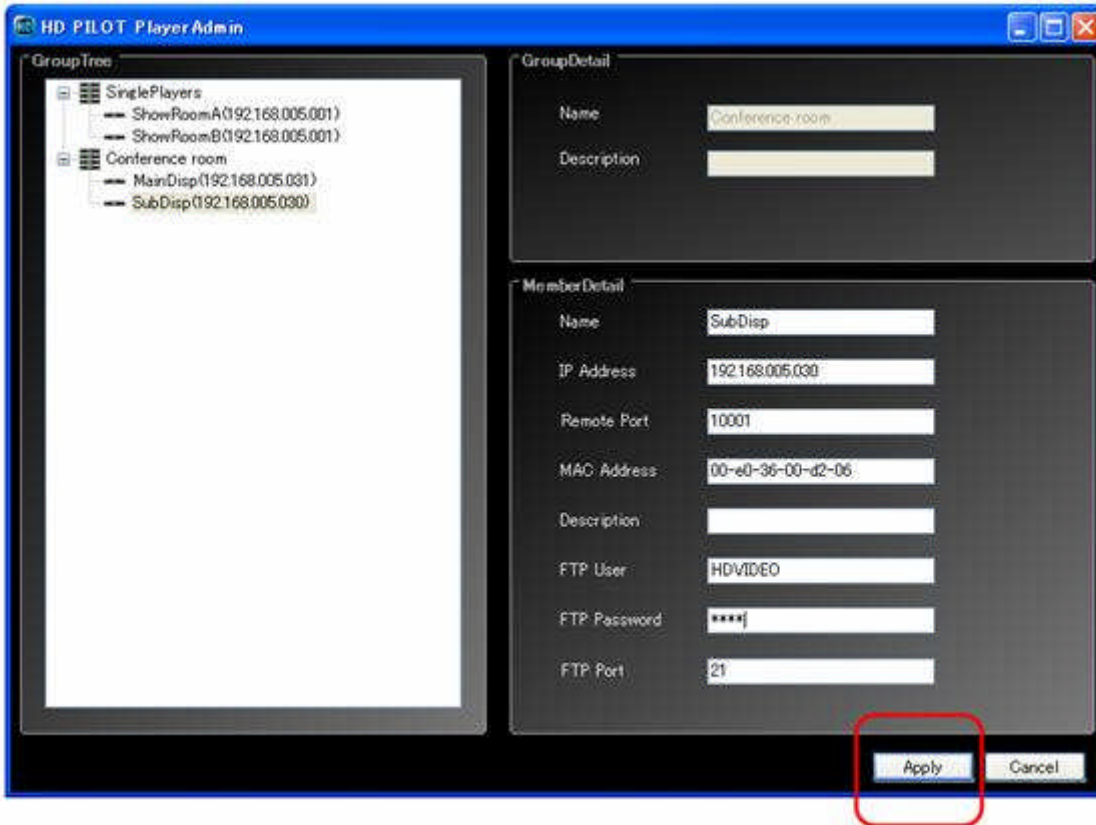 HD PILOT PlayerAdmin
GroupTree
SinglePlayers
ShowRoomA(192.168.005.001)
ShowRoomB(192.168.005.001)
Conference room
MainDisp(192.168.005.031)
SubDisp(192.168.005.030)
GroupDetail
Name Conference room
Description
MemberDetail
Name SubDisp
IP Address 192.168.005.030
Remote Port 10001
MAC Address 00-e0-36-00-d2-06
Description
FTP User HDVIDEO
FTP Password ****
FTP Port 21
Apply Cancel